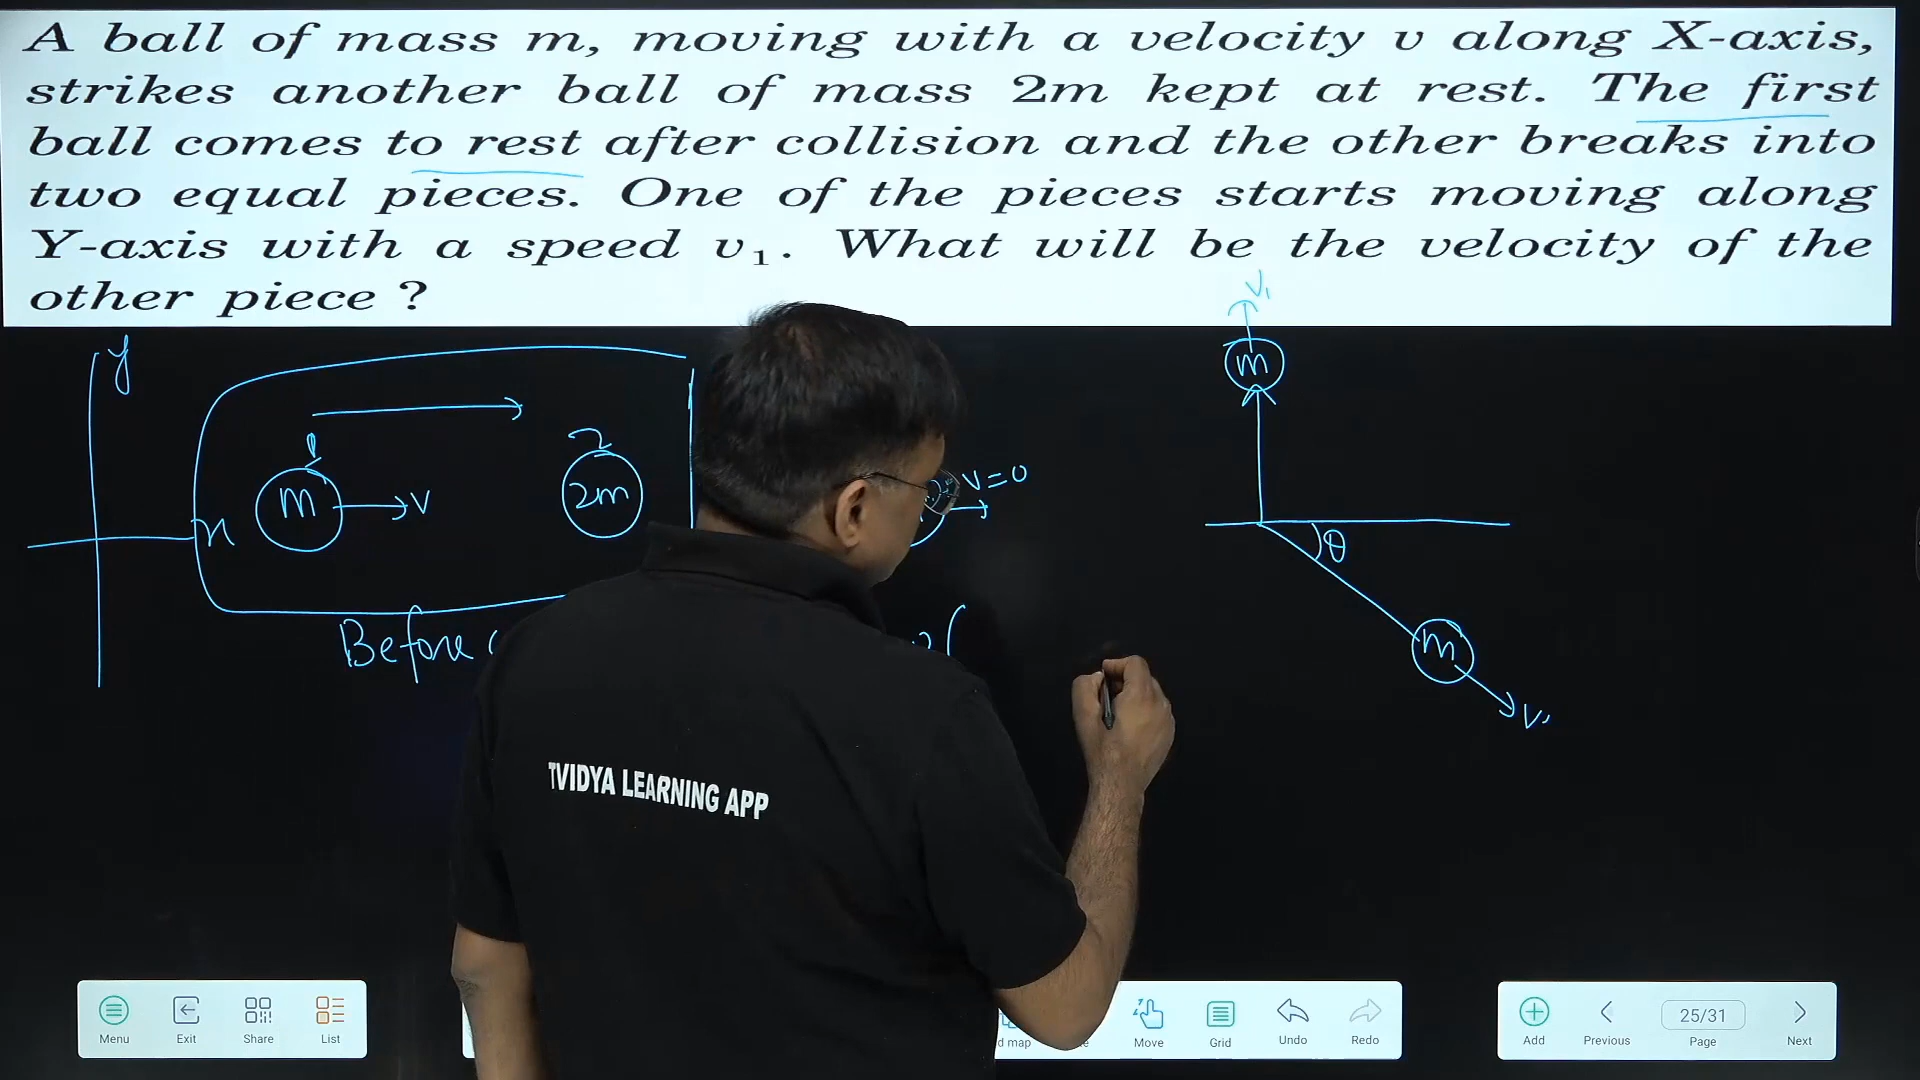 A ball of mass m, moving with a velocity v along X-axis,
strikes another ball of mass 2m kept at rest. The first
ball comes to rest after collision and the other breaks into
two equal pieces. One of the pieces starts moving along
Y-axis with a speed v₁. What will be the velocity of the
other piece ?
V₁
y
m
1
2
m
V
2m
V=0
x
θ
Before
m
V
TVIDYA LEARNING APP
Menu
Exit
Share
List
Move
Grid
Undo
Redo
Add
Previous
25/31
Page
Next